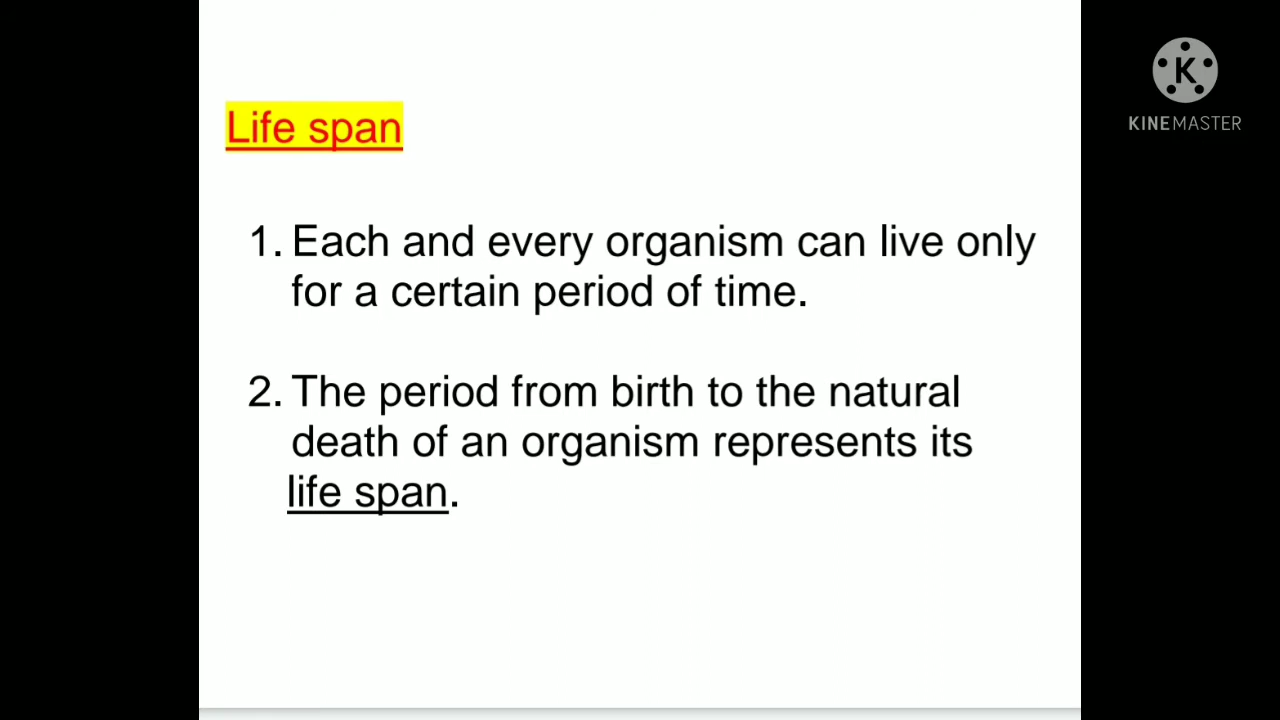 Life span
1. Each and every organism can live only
for a certain period of time.
2. The period from birth to the natural
death of an organism represents its
life span.
K
KINEMASTER